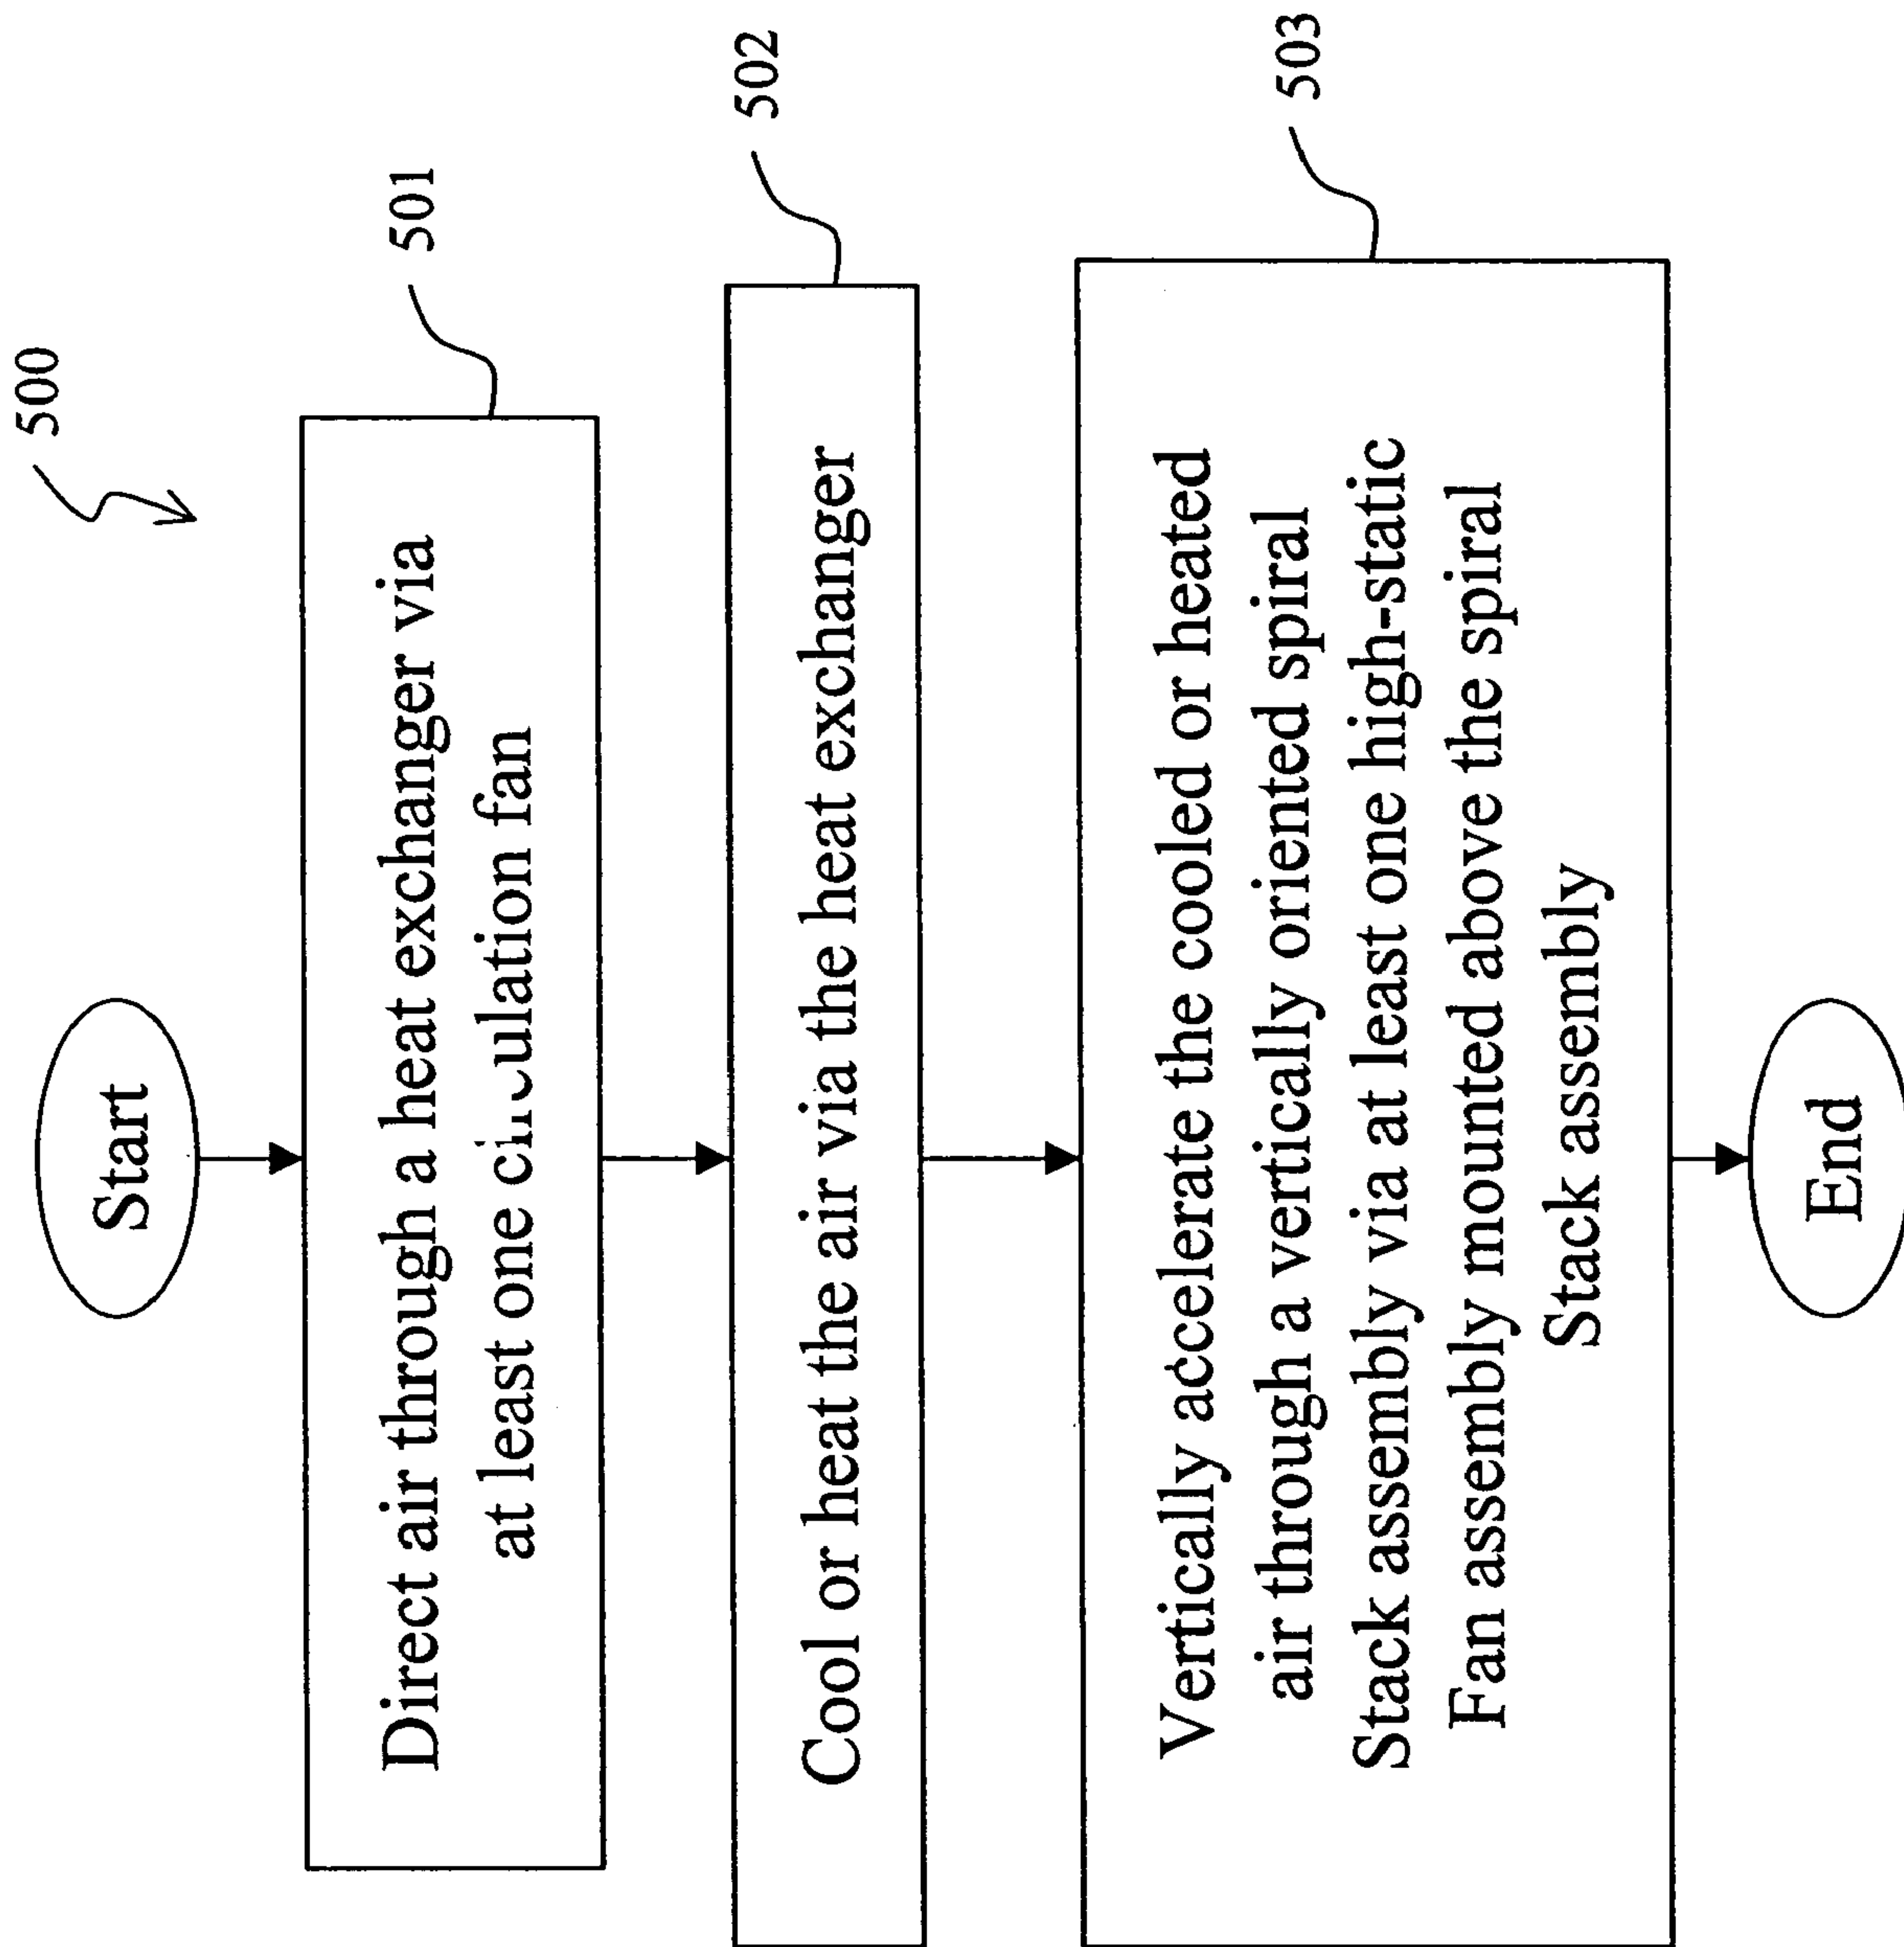 500
Start
501
Direct air through a heat exchanger via
at least one circulation fan
502
Cool or heat the air via the heat exchanger
503
Vertically accelerate the cooled or heated
air through a vertically oriented spiral
Stack assembly via at least one high-static
Fan assembly mounted above the spiral
Stack assembly
End